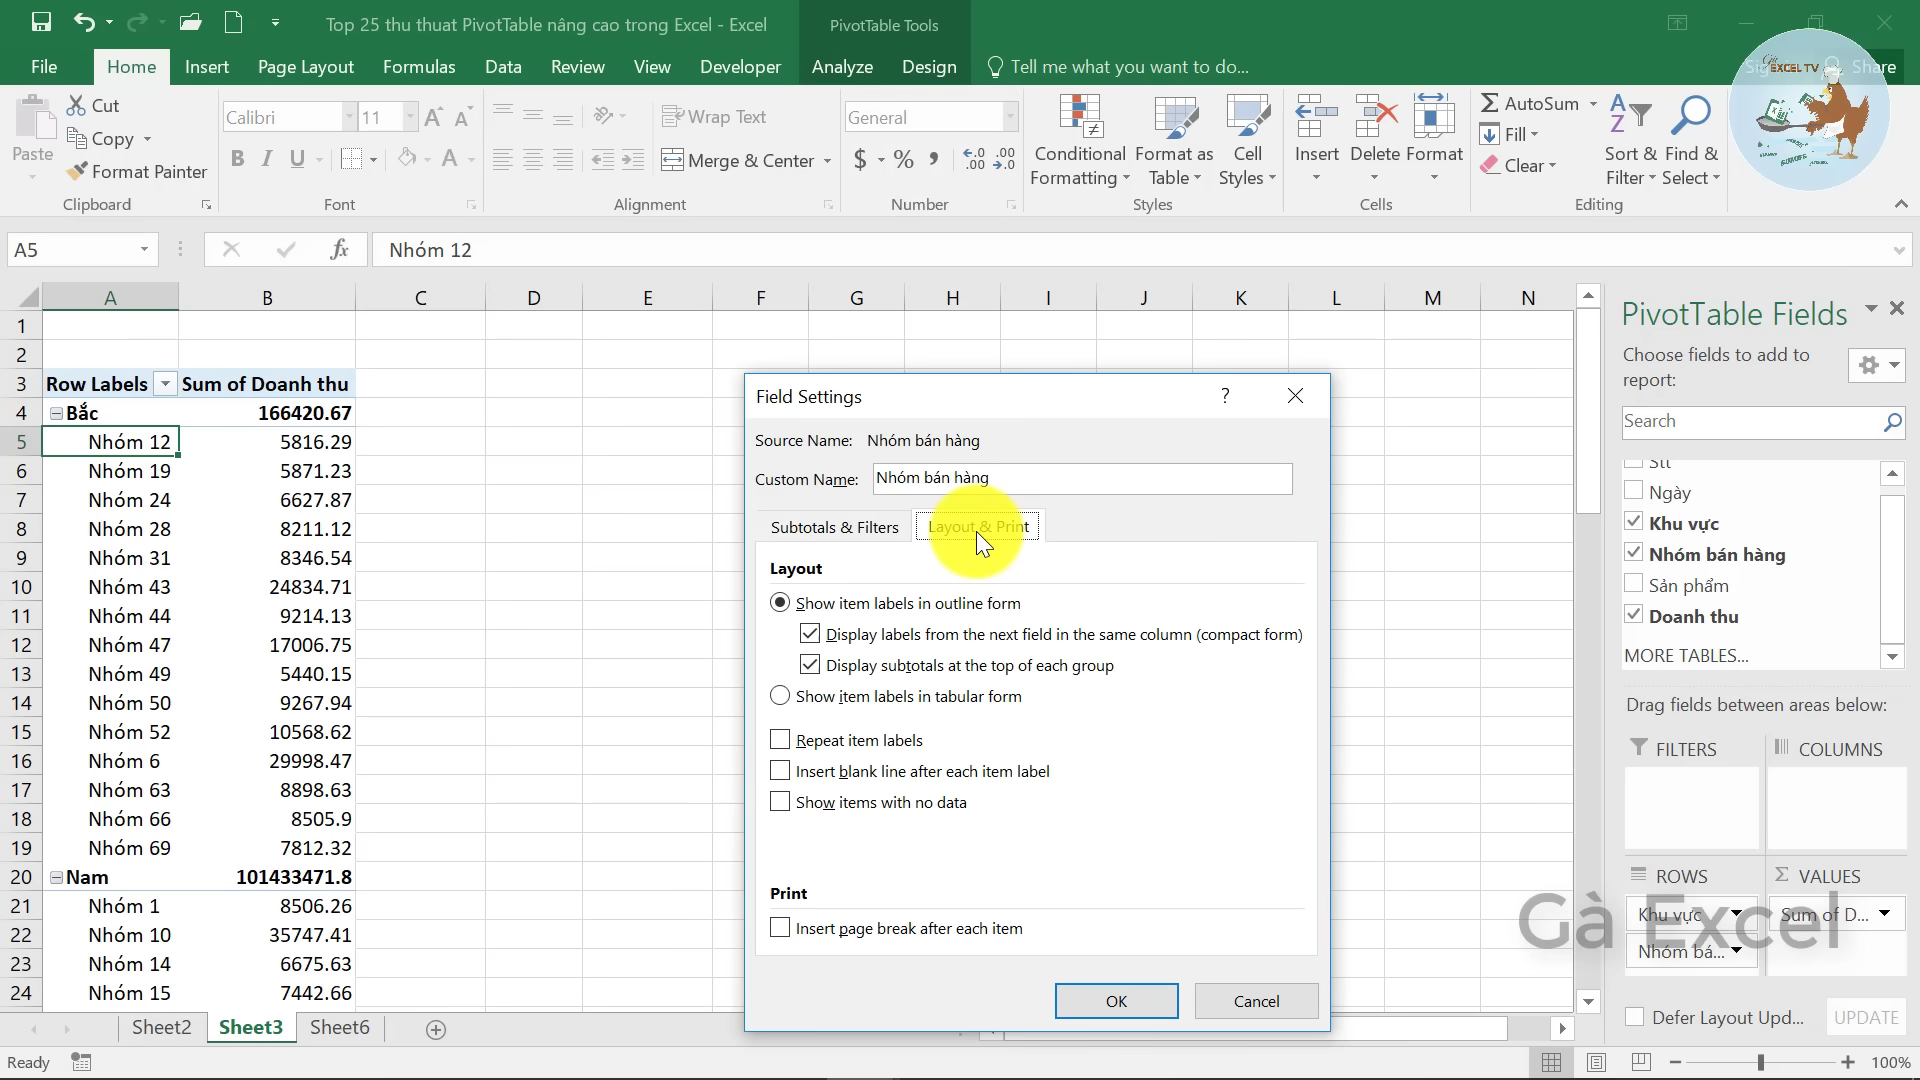 Top 25 thu thuat PivotTable nâng cao trong Excel - Excel
PivotTable Tools
File Home Insert Page Layout Formulas Data Review View Developer Analyze Design Tell me what you want to do... Share
EXCEL TV
Paste
Cut
Copy
Format Painter
Clipboard
Calibri 11
B I U
Font
Wrap Text
Merge & Center
Alignment
General
$ % ,
Number
Conditional Formatting
Format as Table
Cell Styles
Styles
Insert Delete Format
Cells
AutoSum
Fill
Clear
Sort & Filter
Find & Select
Editing
A5 fx Nhóm 12
A B C D E F G H I J K L M N
1
2
3 Row Labels Sum of Doanh thu
4 Bắc 166420.67
5 Nhóm 12 5816.29
6 Nhóm 19 5871.23
7 Nhóm 24 6627.87
8 Nhóm 28 8211.12
9 Nhóm 31 8346.54
10 Nhóm 43 24834.71
11 Nhóm 44 9214.13
12 Nhóm 47 17006.75
13 Nhóm 49 5440.15
14 Nhóm 50 9267.94
15 Nhóm 52 10568.62
16 Nhóm 6 29998.47
17 Nhóm 63 8898.63
18 Nhóm 66 8505.9
19 Nhóm 69 7812.32
20 Nam 101433471.8
21 Nhóm 1 8506.26
22 Nhóm 10 35747.41
23 Nhóm 14 6675.63
24 Nhóm 15 7442.66
Field Settings ?
Source Name: Nhóm bán hàng
Custom Name: Nhóm bán hàng
Subtotals & Filters Layout & Print
Layout
Show item labels in outline form
Display labels from the next field in the same column (compact form)
Display subtotals at the top of each group
Show item labels in tabular form
Repeat item labels
Insert blank line after each item label
Show items with no data
Print
Insert page break after each item
OK Cancel
PivotTable Fields
Choose fields to add to
report:
Search
Stt
Ngày
Khu vực
Nhóm bán hàng
Sản phẩm
Doanh thu
MORE TABLES...
Drag fields between areas below:
FILTERS COLUMNS
ROWS VALUES
Khu vực Sum of D...
Nhóm bá...
Gà Excel
Defer Layout Upd... UPDATE
Sheet2 Sheet3 Sheet6
Ready 100%